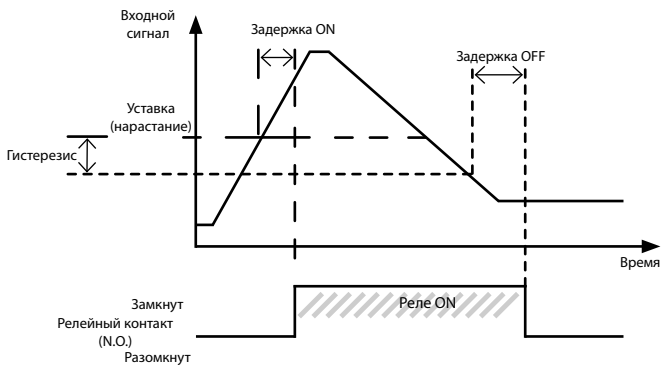 Входной
сигнал
Задержка ON
Задержка OFF
Уставка
(нарастание)
Гистерезис
Время
Замкнут
Релейный контакт
(N.O.)
Разомкнут
Реле ON